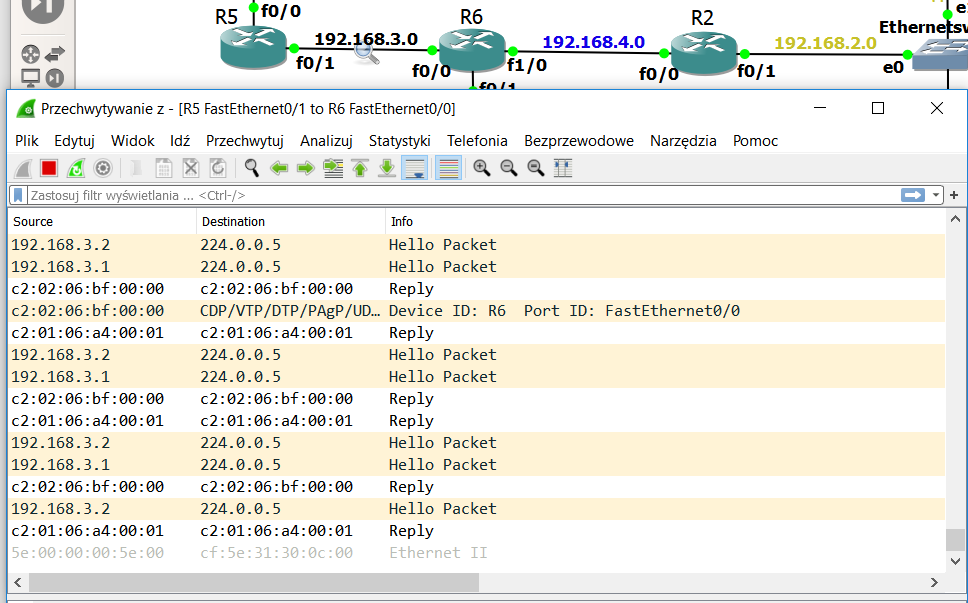 R5 f0/0 R6 R2 e
Ethernetsw
192.168.3.0 192.168.4.0 192.168.2.0
f0/1 f0/0 f1/0 f0/0 f0/1 e0
f0/1
Przechwytywanie z - [R5 FastEthernet0/1 to R6 FastEthernet0/0]
Plik Edytuj Widok Idź Przechwytuj Analizuj Statystyki Telefonia Bezprzewodowe Narzędzia Pomoc
Zastosuj filtr wyświetlania ... <Ctrl-/>
Source Destination Info
192.168.3.2 224.0.0.5 Hello Packet
192.168.3.1 224.0.0.5 Hello Packet
c2:02:06:bf:00:00 c2:02:06:bf:00:00 Reply
c2:02:06:bf:00:00 CDP/VTP/DTP/PAgP/UD… Device ID: R6 Port ID: FastEthernet0/0
c2:01:06:a4:00:01 c2:01:06:a4:00:01 Reply
192.168.3.2 224.0.0.5 Hello Packet
192.168.3.1 224.0.0.5 Hello Packet
c2:02:06:bf:00:00 c2:02:06:bf:00:00 Reply
c2:01:06:a4:00:01 c2:01:06:a4:00:01 Reply
192.168.3.2 224.0.0.5 Hello Packet
192.168.3.1 224.0.0.5 Hello Packet
c2:02:06:bf:00:00 c2:02:06:bf:00:00 Reply
192.168.3.2 224.0.0.5 Hello Packet
c2:01:06:a4:00:01 c2:01:06:a4:00:01 Reply
5e:00:00:00:5e:00 cf:5e:31:30:0c:00 Ethernet II